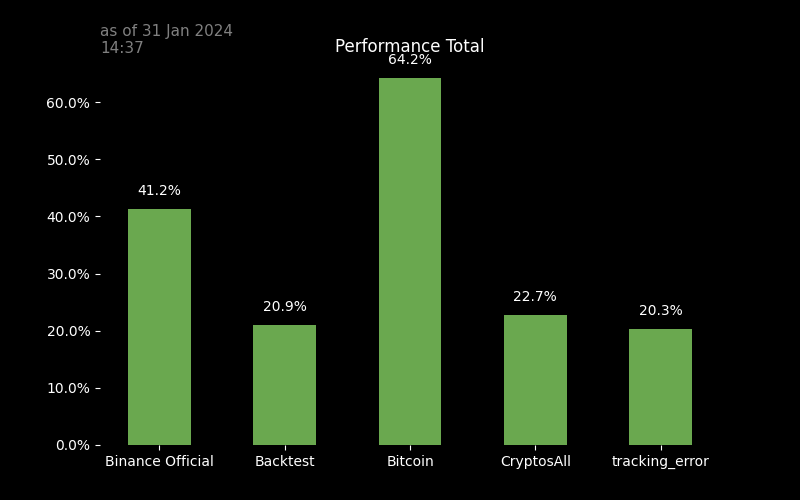 as of 31 Jan 2024
14:37
Performance Total
64.2%
60.0%
50.0%
41.2%
40.0%
30.0%
20.9%
22.7%
20.3%
20.0%
10.0%
0.0%
Binance Official
Backtest
Bitcoin
CryptosAll
tracking_error